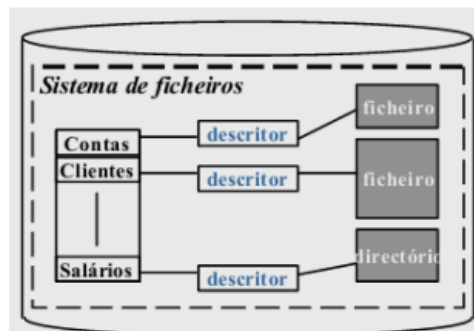 Sistema de ficheiros
ficheiro
descritor
Contas
Clientes
descritor
ficheiro
directório
Salários
descritor